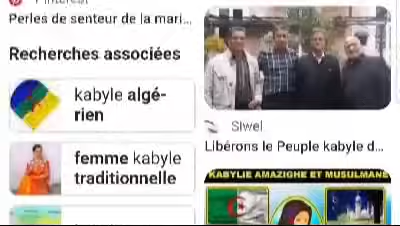 Pinterest
Perles de senteur de la mari...
Recherches associées
kabyle algé-
rien
femme kabyle
traditionnelle
Siwel
Libérons le Peuple kabyle d...
KABYLIE AMAZIGHE ET MUSULMANE